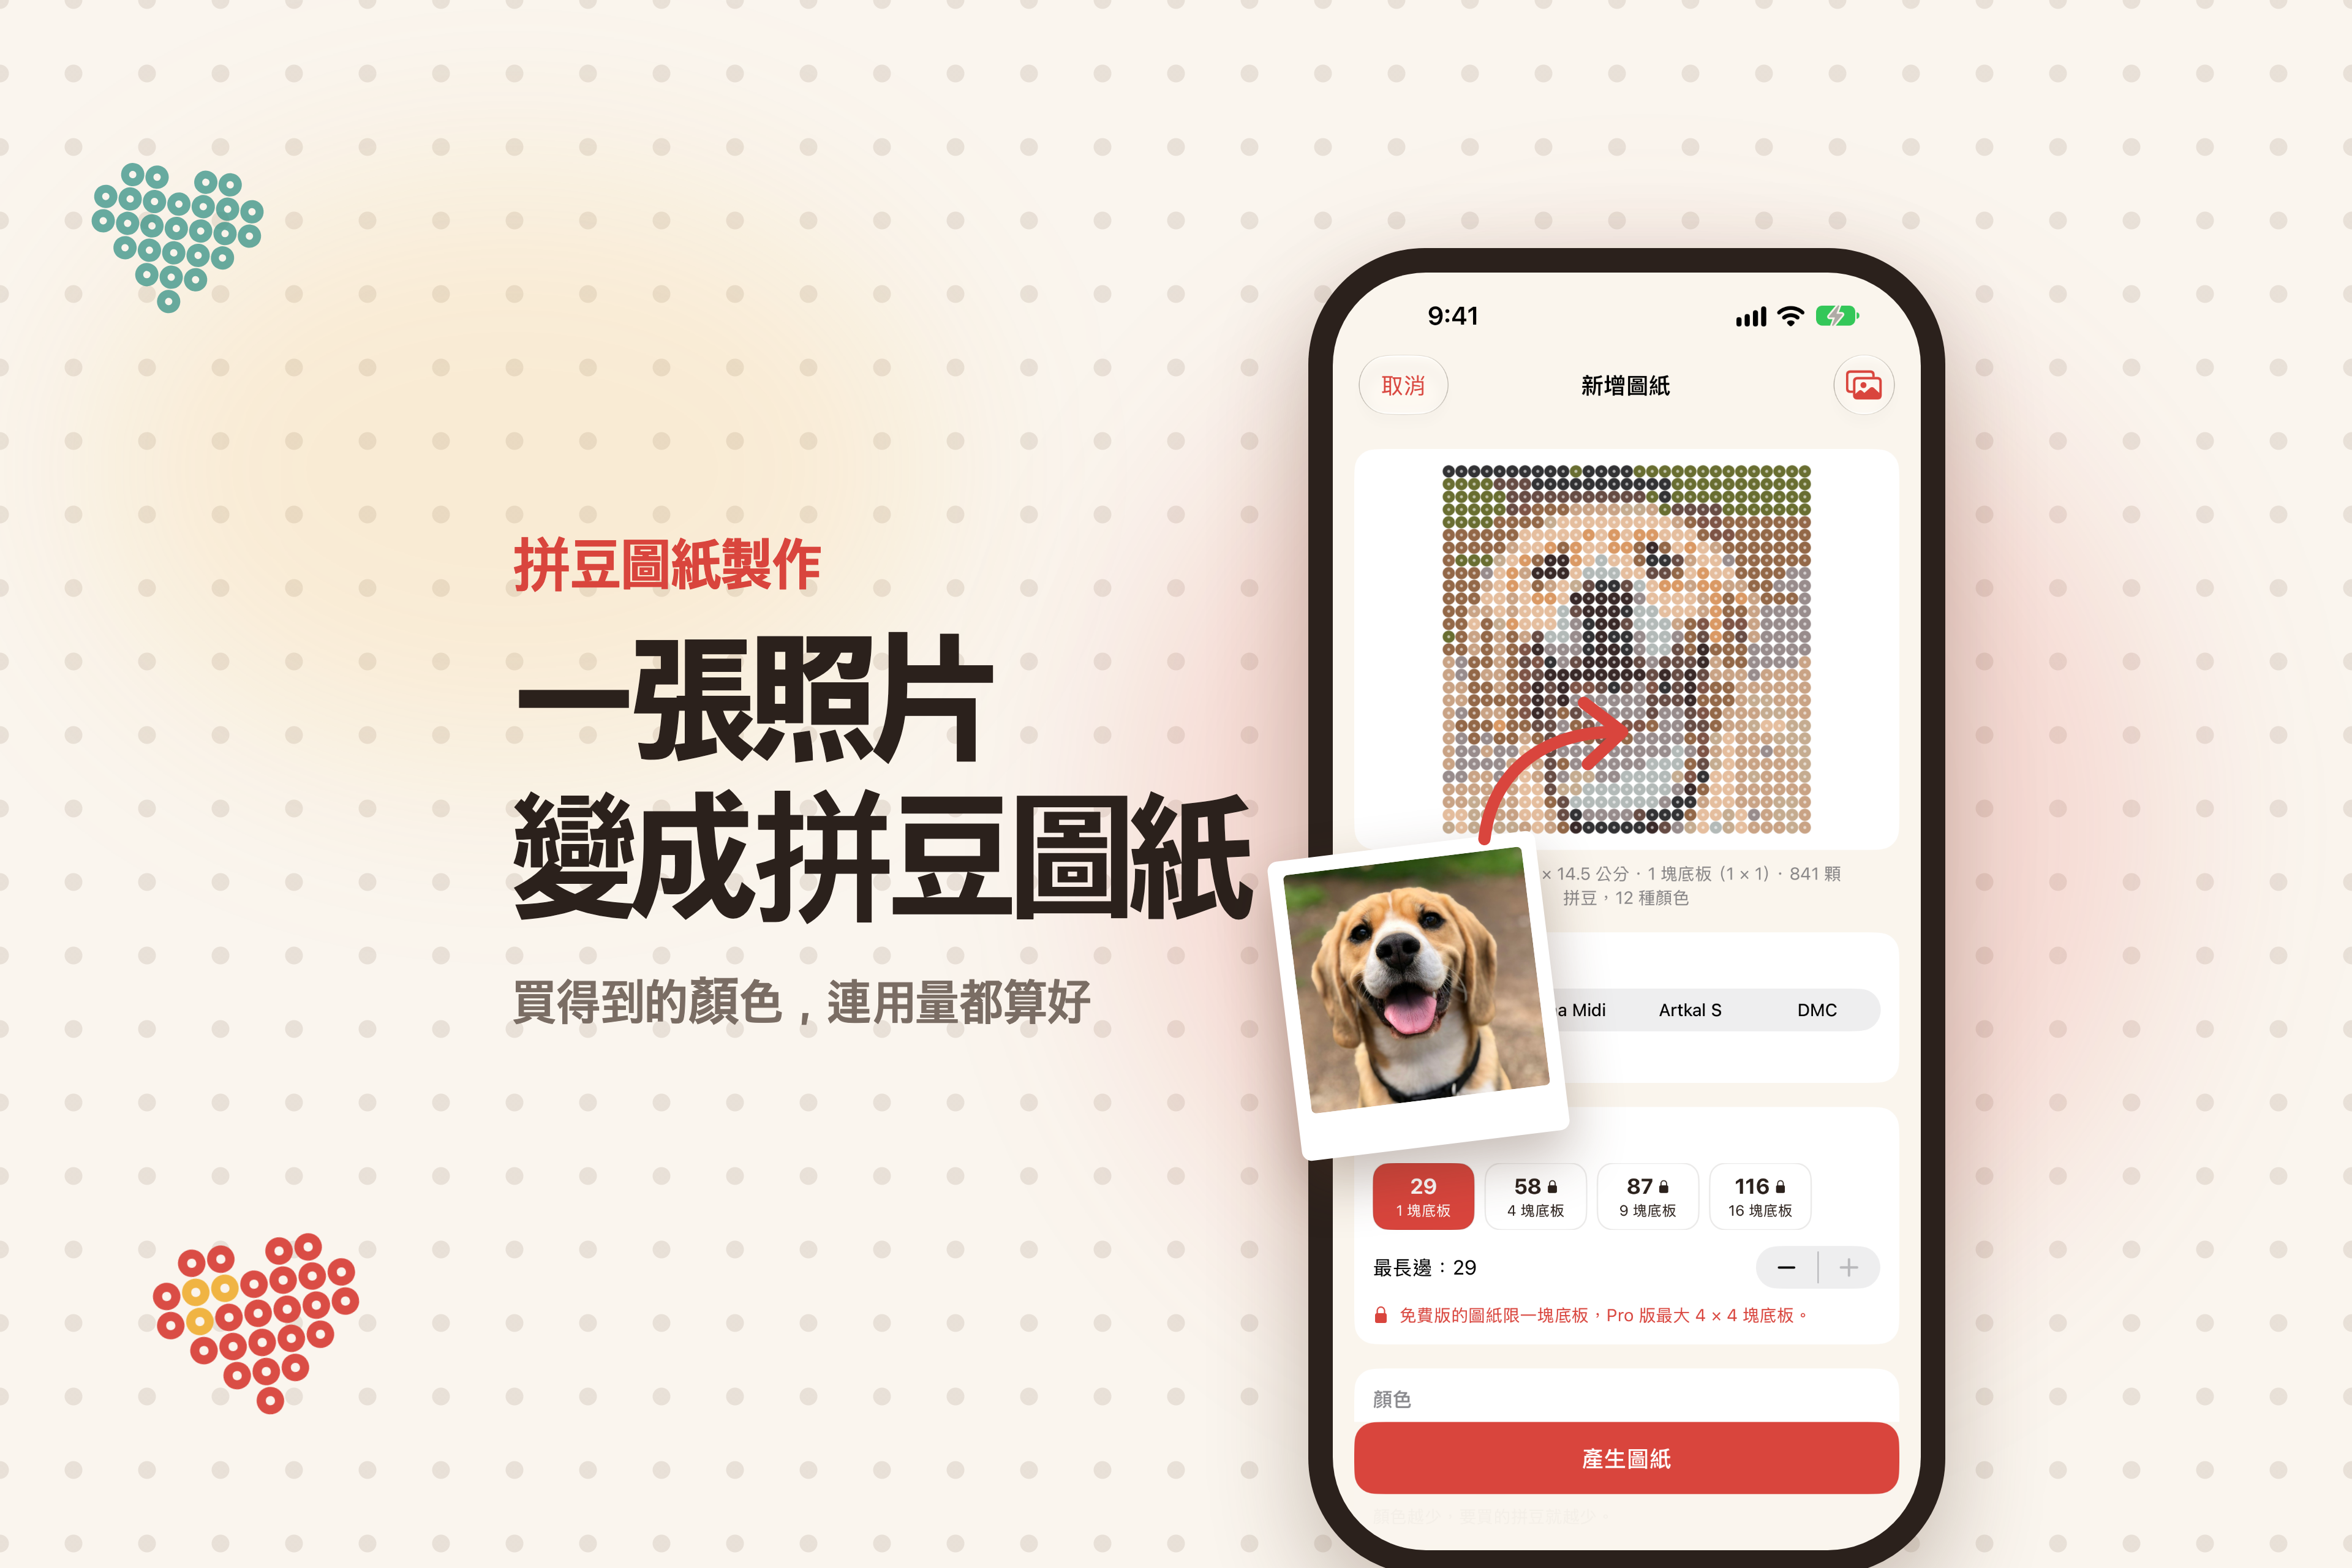 拼豆圖紙製作
一張照片
變成拼豆圖紙
買得到的顏色，連用量都算好
9:41
取消
新增圖紙
× 14.5 公分 · 1 塊底板 (1 × 1) · 841 顆
拼豆，12 種顏色
a Midi
Artkal S
DMC
29
1 塊底板
58
4 塊底板
87
9 塊底板
116
16 塊底板
最長邊：29
免費版的圖紙限一塊底板，Pro 版最大 4 × 4 塊底板。
顏色
產生圖紙